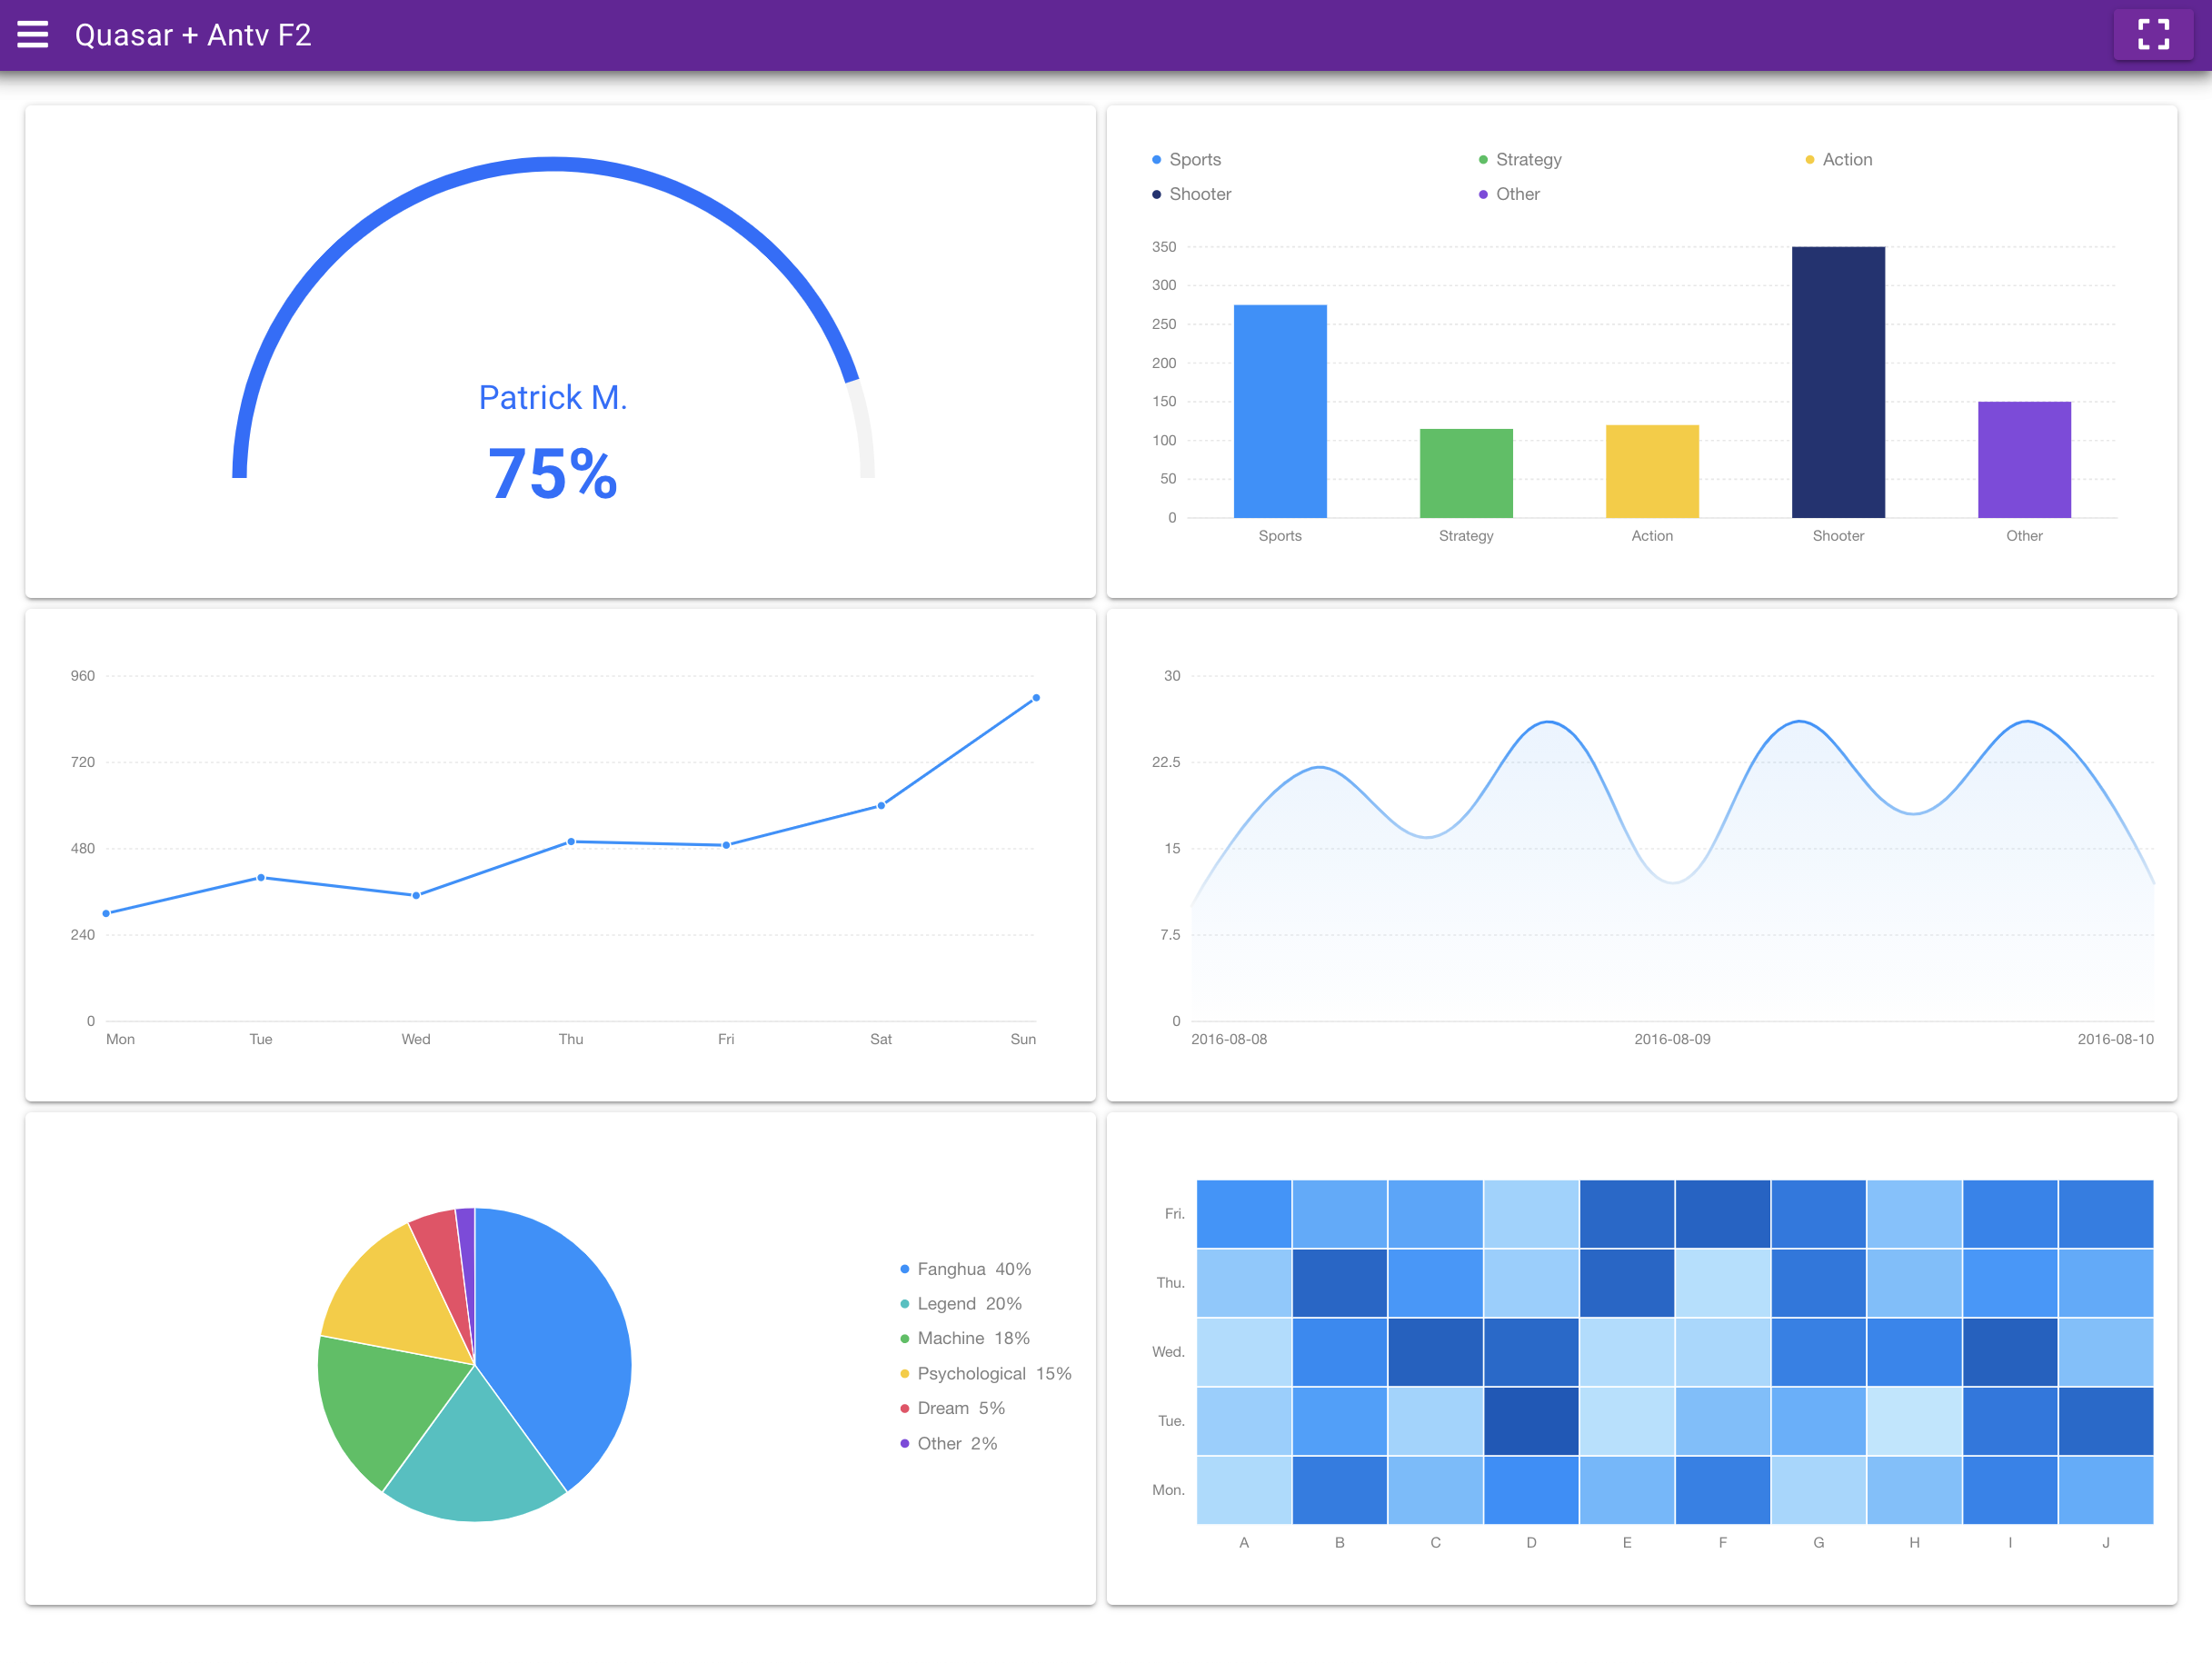 Quasar + Antv F2
Patrick M.
75%
Sports Strategy Action
Shooter Other
350
300
250
200
150
100
50
0
Sports Strategy Action Shooter Other
960
720
480
240
0
Mon Tue Wed Thu Fri Sat Sun
30
22.5
15
7.5
0
2016-08-08 2016-08-09 2016-08-10
Fanghua 40%
Legend 20%
Machine 18%
Psychological 15%
Dream 5%
Other 2%
Fri.
Thu.
Wed.
Tue.
Mon.
A B C D E F G H I J